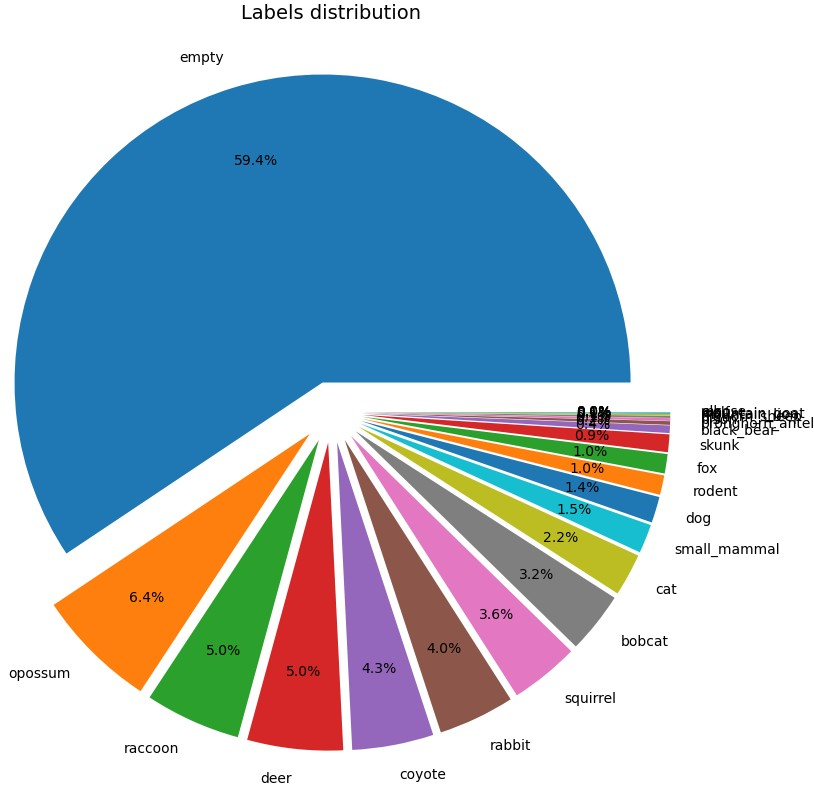 Labels distribution
empty
59.4%
6.4%
opossum
5.0%
raccoon
5.0%
deer
4.3%
coyote
4.0%
rabbit
3.6%
squirrel
3.2%
bobcat
2.2%
cat
1.5%
small_mammal
1.4%
dog
1.0%
rodent
1.0%
fox
0.9%
skunk
0.4%
black_bear